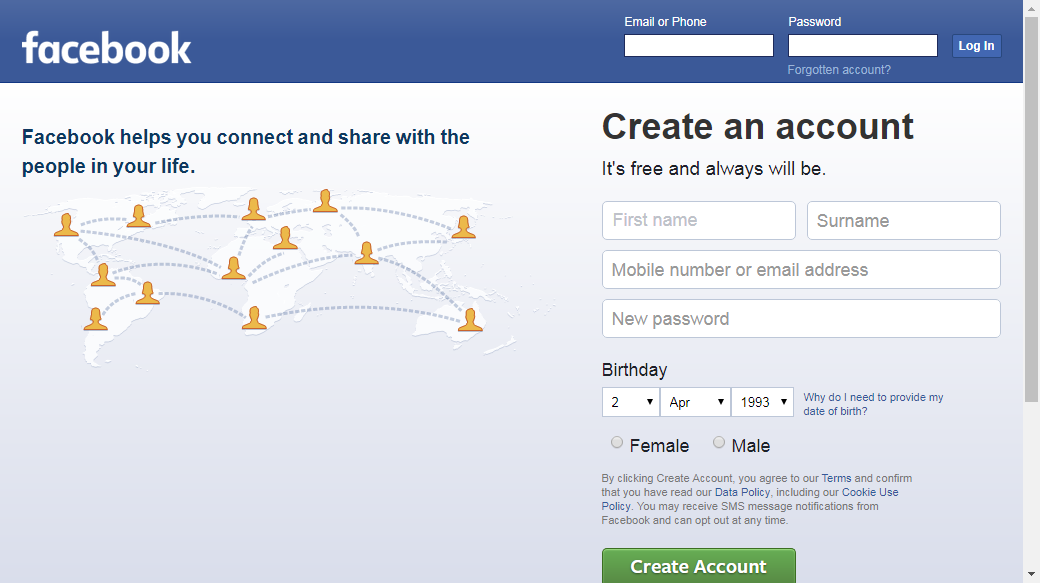 facebook
Email or Phone
Password
Log In
Forgotten account?
Facebook helps you connect and share with the
people in your life.
Create an account
It's free and always will be.
First name
Surname
Mobile number or email address
New password
Birthday
2
Apr
1993
Why do I need to provide my
date of birth?
Female
Male
By clicking Create Account, you agree to our Terms and confirm
that you have read our Data Policy, including our Cookie Use
Policy. You may receive SMS message notifications from
Facebook and can opt out at any time.
Create Account